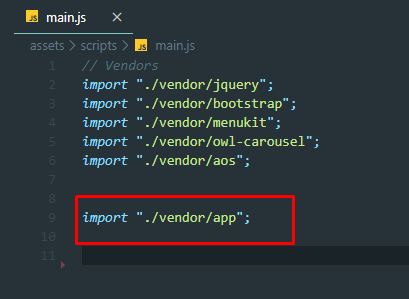 JS main.js ×
assets > scripts > JS main.js
1 // Vendors
2 import "./vendor/jquery";
3 import "./vendor/bootstrap";
4 import "./vendor/menukit";
5 import "./vendor/owl-carousel";
6 import "./vendor/aos";
7
8
9 import "./vendor/app";
10
11